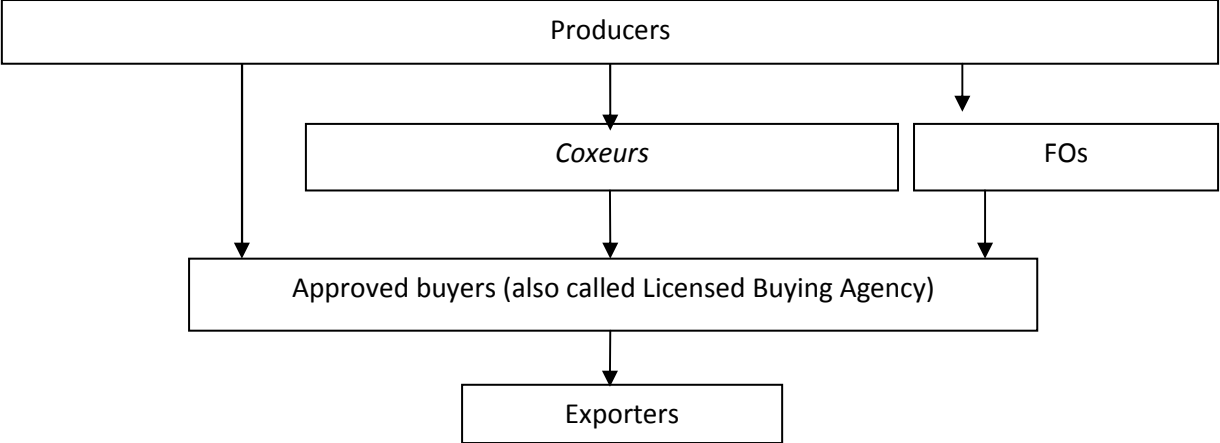 Producers
Coxeurs
FOs
Approved buyers (also called Licensed Buying Agency)
Exporters